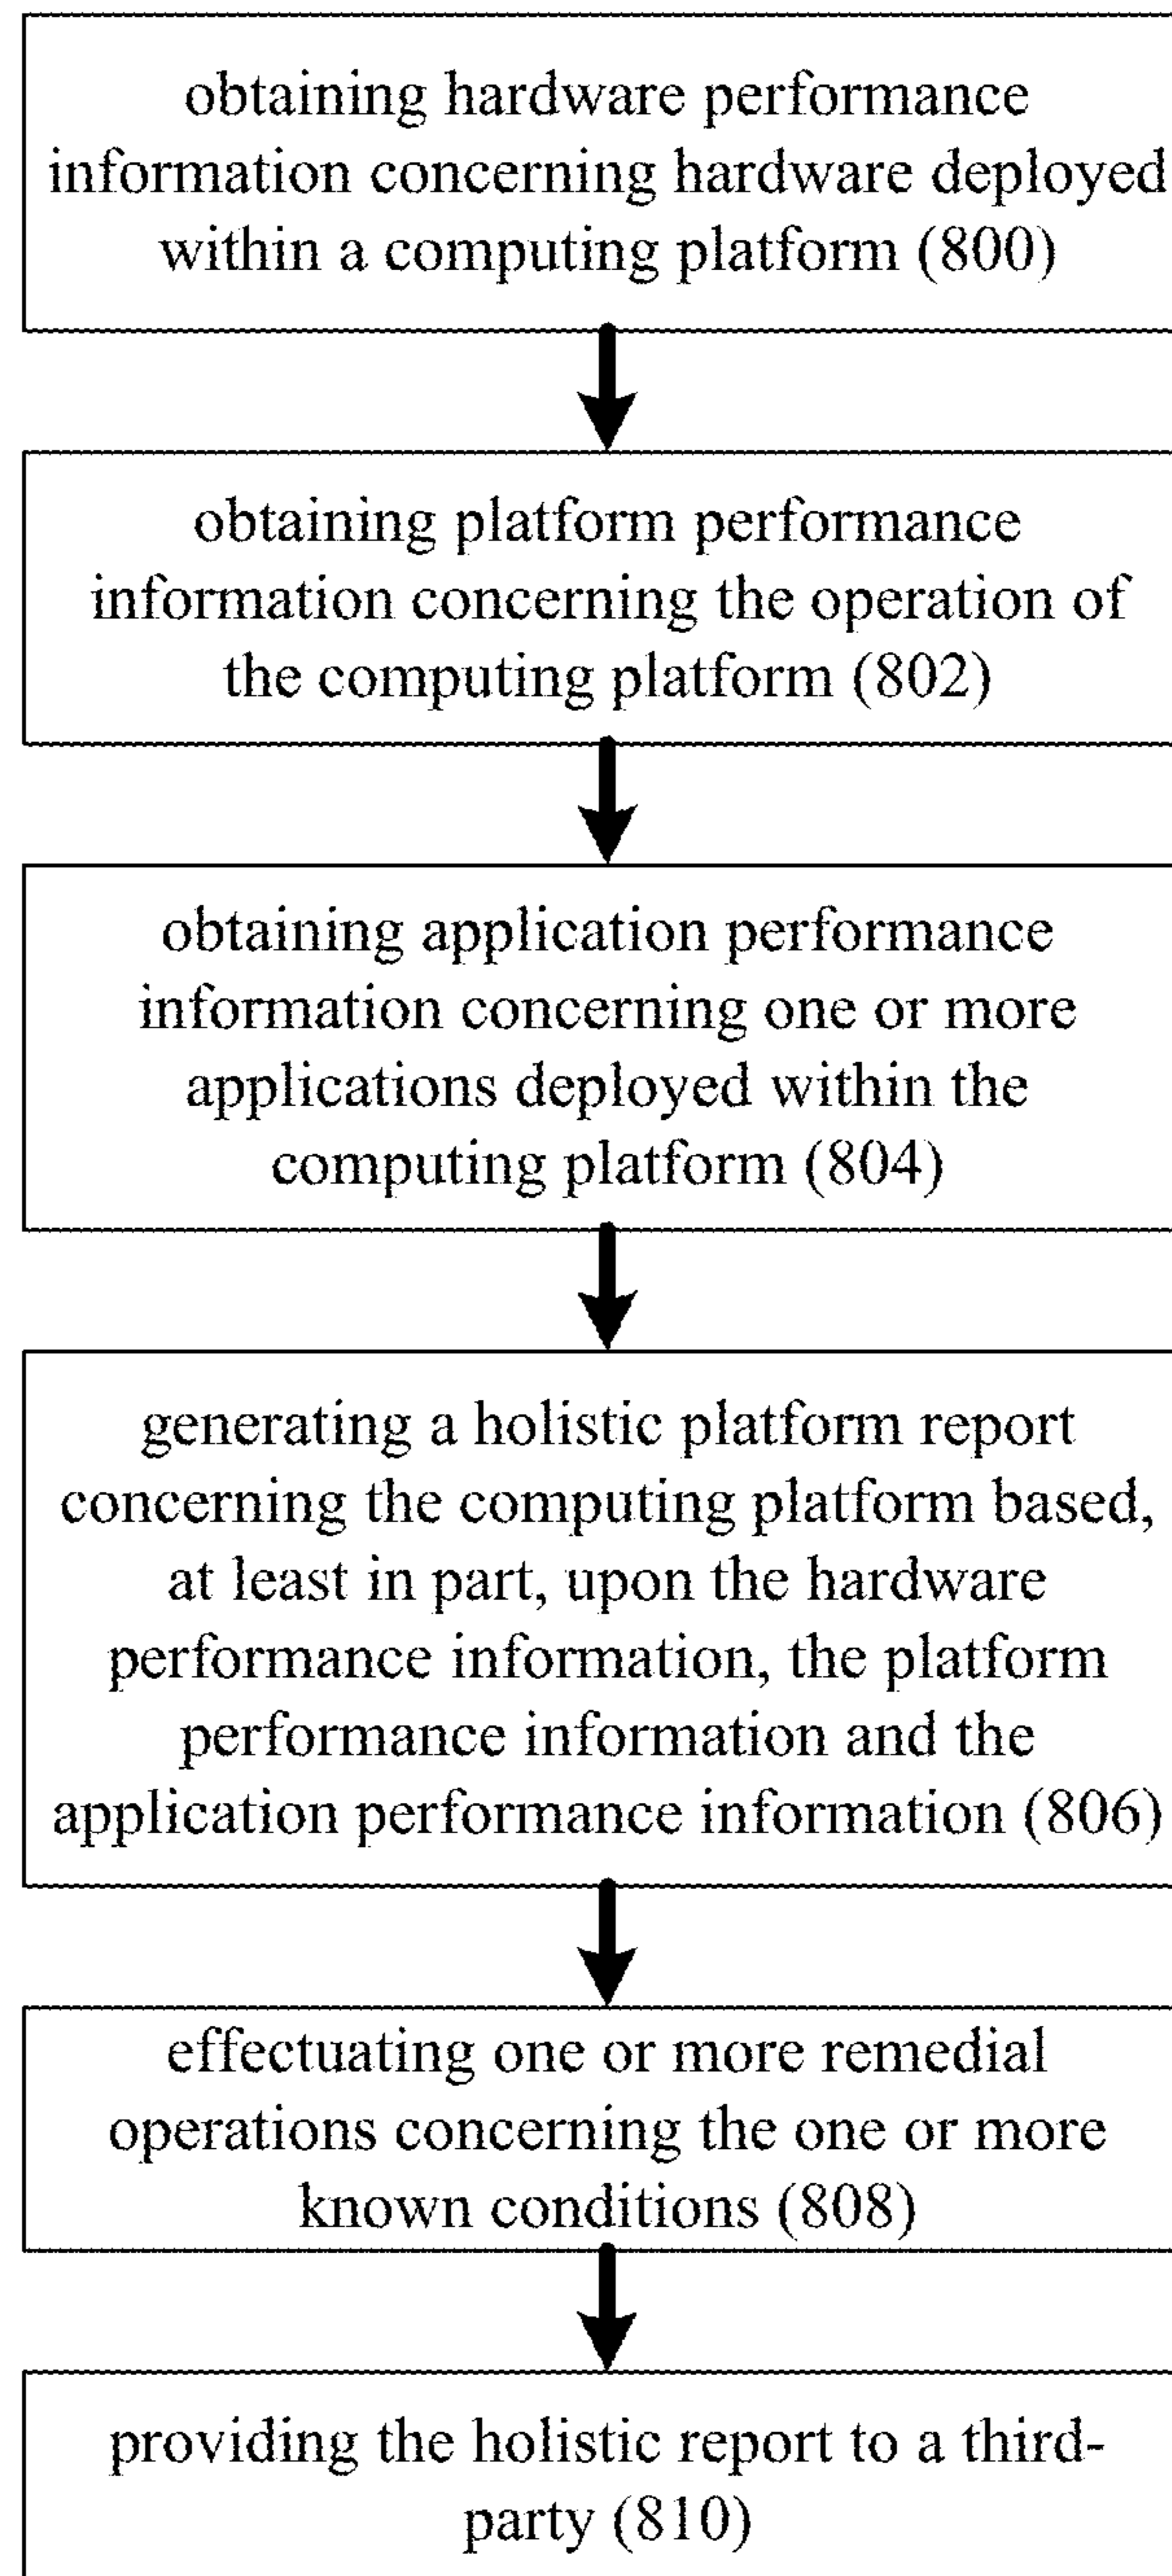 obtaining hardware performance
information concerning hardware deployed
within a computing platform (800)
obtaining platform performance
information concerning the operation of
the computing platform (802)
obtaining application performance
information concerning one or more
applications deployed within the
computing platform (804)
generating a holistic platform report
concerning the computing platform based,
at least in part, upon the hardware
performance information, the platform
performance information and the
application performance information (806)
effectuating one or more remedial
operations concerning the one or more
known conditions (808)
providing the holistic report to a third-
party (810)